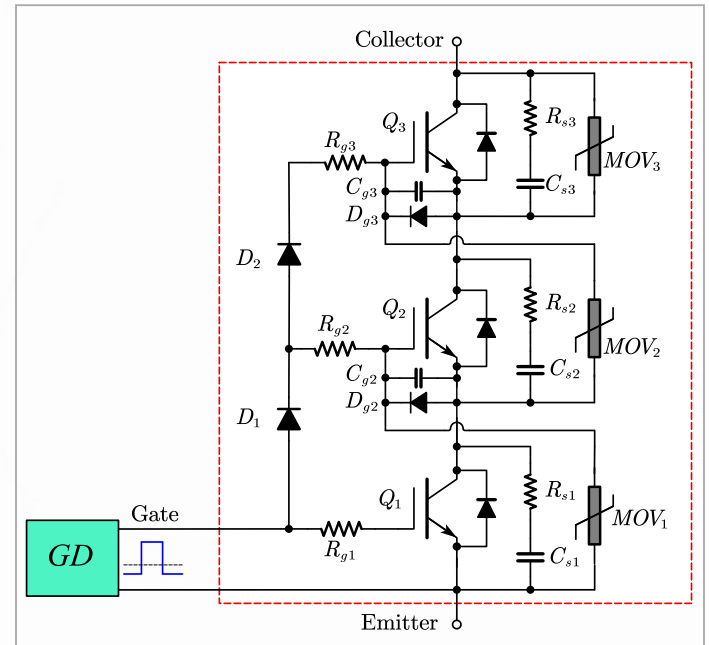 Collector
Q3
Rs3
Rg3
MOV3
Cg3
Cs3
Dg3
D2
Q2
Rs2
Rg2
MOV2
Cg2
Cs2
Dg2
D1
Q1
Rs1
Gate
MOV1
GD
Rg1
Cs1
Emitter